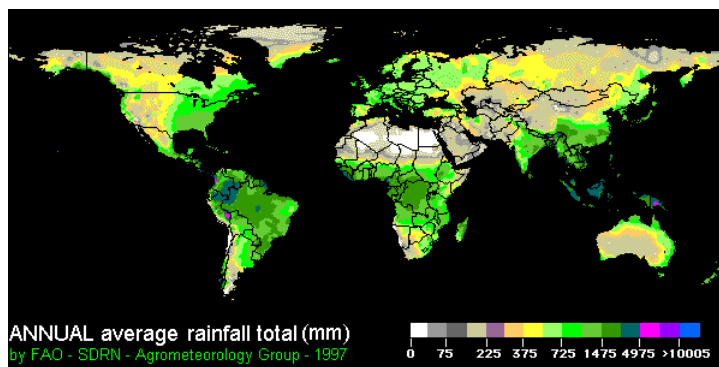 ANNUAL average rainfall total (mm)
by FAO - SDRN - Agrometeorology Group - 1997
0 75 225 375 725 1475 4975 >10005